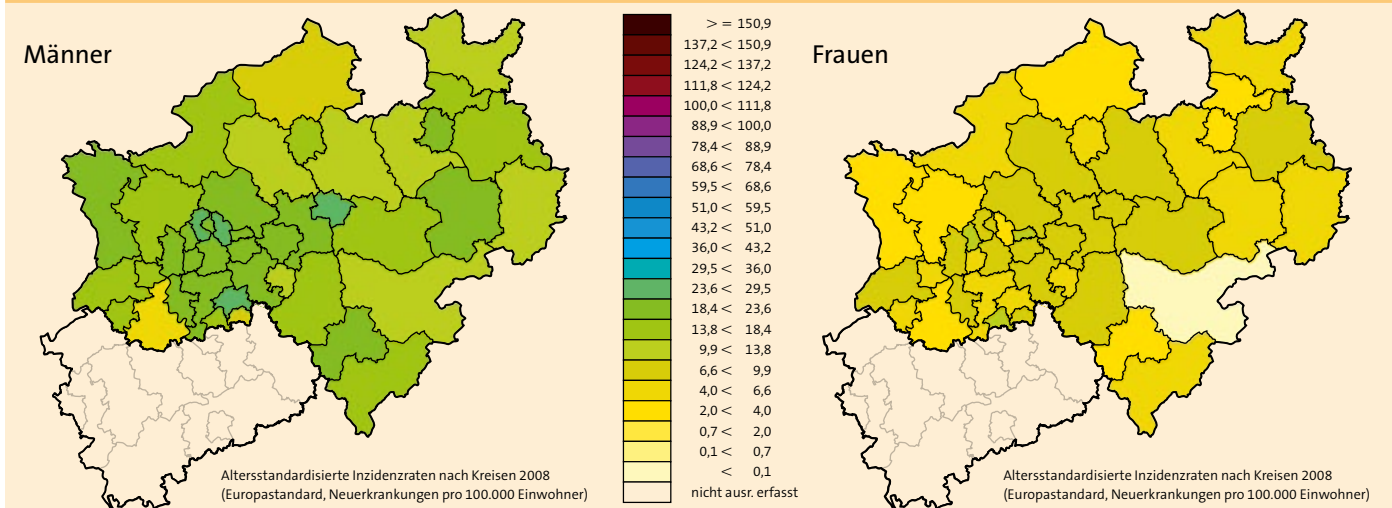 Männer
Frauen
> = 150,9
137,2 < 150,9
124,2 < 137,2
111,8 < 124,2
100,0 < 111,8
88,9 < 100,0
78,4 < 88,9
68,6 < 78,4
59,5 < 68,6
51,0 < 59,5
43,2 < 51,0
36,0 < 43,2
29,5 < 36,0
23,6 < 29,5
18,4 < 23,6
13,8 < 18,4
9,9 < 13,8
6,6 < 9,9
4,0 < 6,6
2,0 < 4,0
0,7 < 2,0
0,1 < 0,7
< 0,1
nicht ausr. erfasst
Altersstandardisierte Inzidenzraten nach Kreisen 2008
(Europastandard, Neuerkrankungen pro 100.000 Einwohner)
Altersstandardisierte Inzidenzraten nach Kreisen 2008
(Europastandard, Neuerkrankungen pro 100.000 Einwohner)